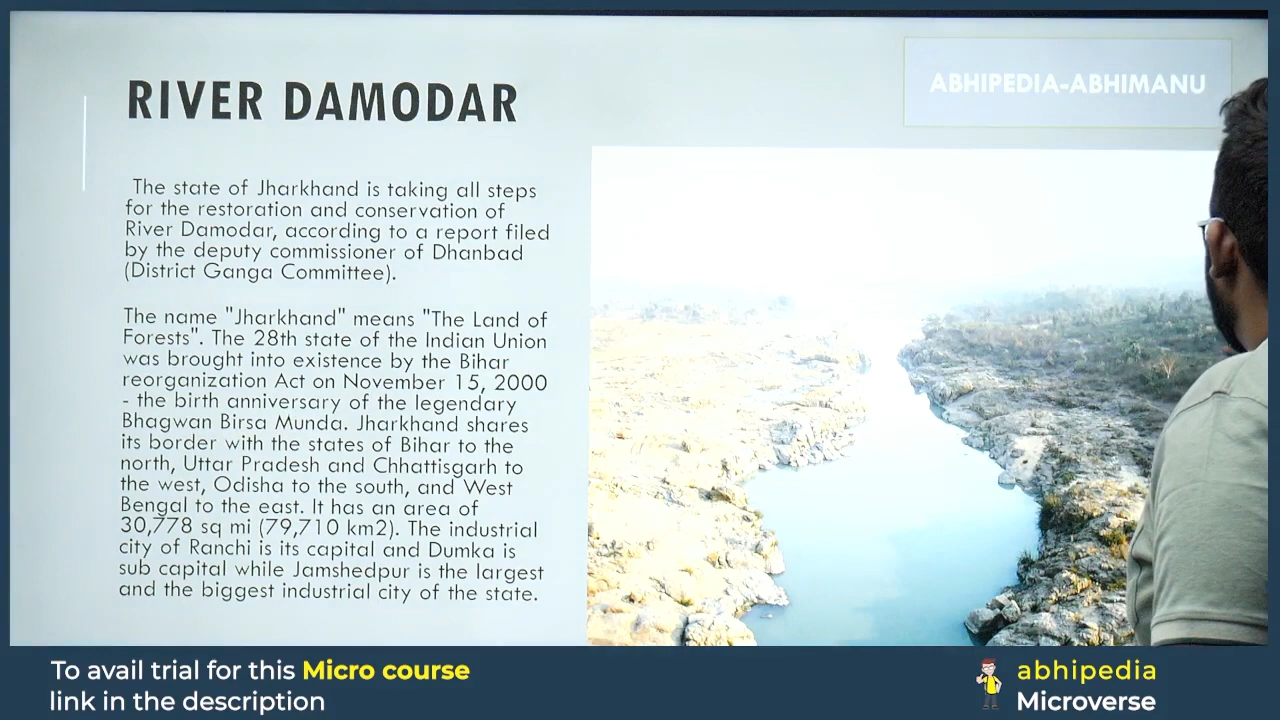 RIVER DAMODAR
ABHIPEDIA-ABHIMANU
The state of Jharkhand is taking all steps
for the restoration and conservation of
River Damodar, according to a report filed
by the deputy commissioner of Dhanbad
(District Ganga Committee).
The name "Jharkhand" means "The Land of
Forests". The 28th state of the Indian Union
was brought into existence by the Bihar
reorganization Act on November 15, 2000
- the birth anniversary of the legendary
Bhagwan Birsa Munda. Jharkhand shares
its border with the states of Bihar to the
north, Uttar Pradesh and Chhattisgarh to
the west, Odisha to the south, and West
Bengal to the east. It has an area of
30,778 sq mi (79,710 km2). The industrial
city of Ranchi is its capital and Dumka is
sub capital while Jamshedpur is the largest
and the biggest industrial city of the state.
To avail trial for this Micro course
link in the description
abhipedia
Microverse